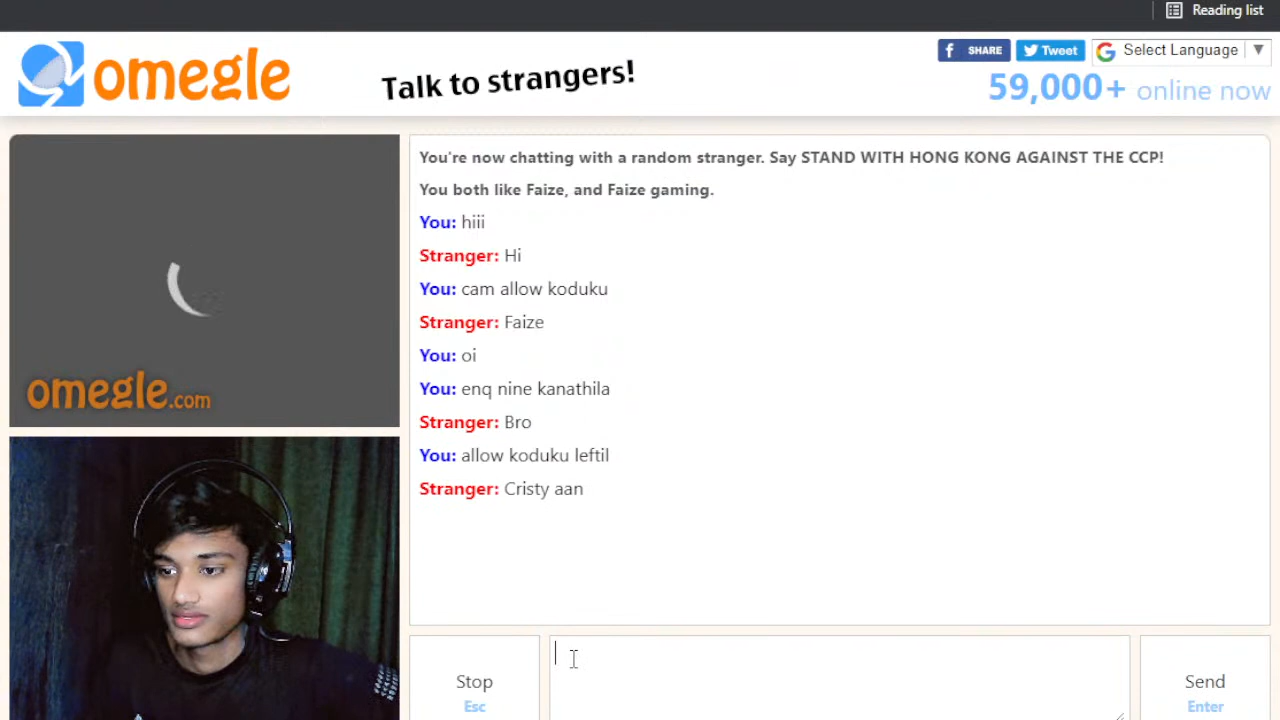 Reading list
omegle
Talk to strangers!
SHARE
Tweet
Select Language
59,000+ online now
You're now chatting with a random stranger. Say STAND WITH HONG KONG AGAINST THE CCP!
You both like Faize, and Faize gaming.
You: hiii
Stranger: Hi
You: cam allow koduku
Stranger: Faize
You: oi
You: enq nine kanathila
Stranger: Bro
You: allow koduku leftil
Stranger: Cristy aan
omegle.com
Stop
Esc
Send
Enter